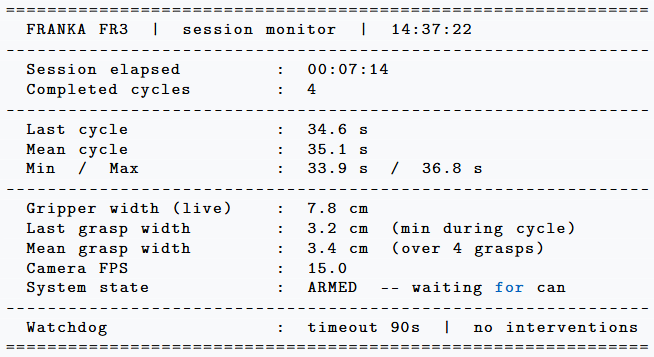 ==============================================================
FRANKA FR3 | session monitor | 14:37:22
--------------------------------------------------------------
Session elapsed : 00:07:14
Completed cycles : 4
--------------------------------------------------------------
Last cycle : 34.6 s
Mean cycle : 35.1 s
Min / Max : 33.9 s / 36.8 s
--------------------------------------------------------------
Gripper width (live) : 7.8 cm
Last grasp width : 3.2 cm (min during cycle)
Mean grasp width : 3.4 cm (over 4 grasps)
Camera FPS : 15.0
System state : ARMED -- waiting for can
--------------------------------------------------------------
Watchdog : timeout 90s | no interventions
==============================================================